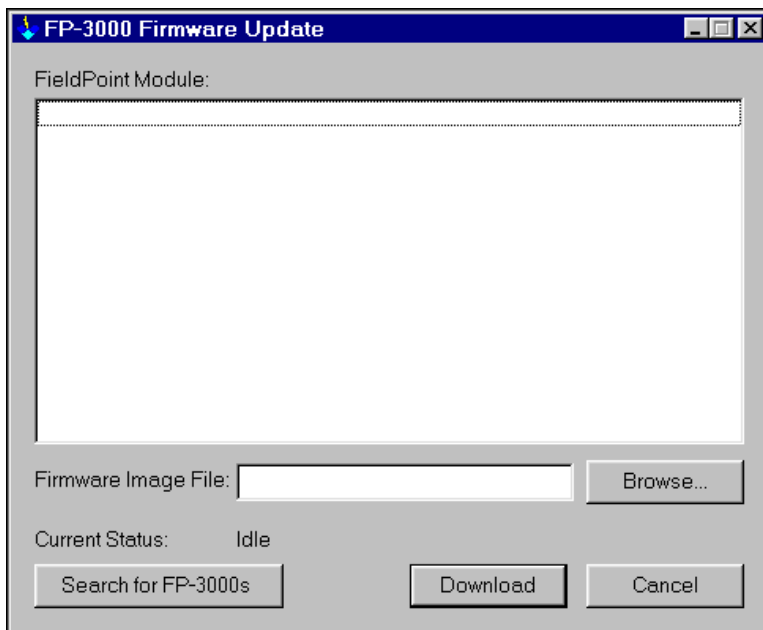 FP-3000 Firmware Update
FieldPoint Module:
Firmware Image File:
Browse...
Current Status: Idle
Search for FP-3000s
Download
Cancel